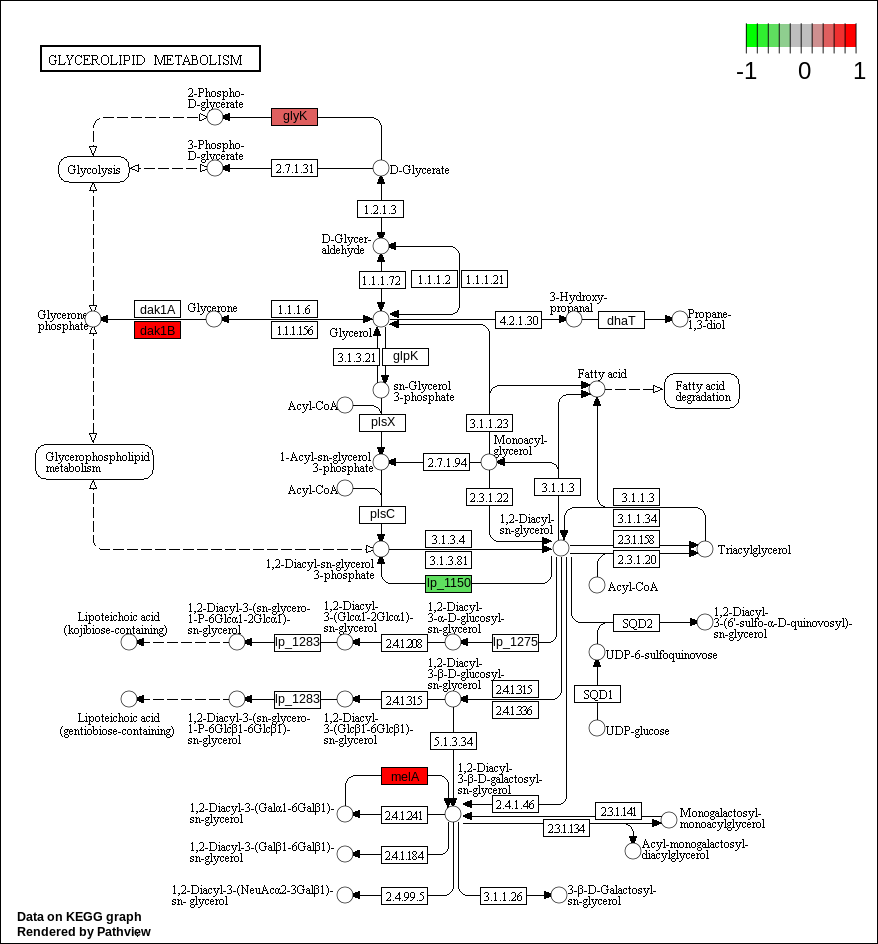 GLYCEROLIPID METABOLISM
-1 0 1
2-Phospho-
D-glycerate
glyK
3-Phospho-
D-glycerate
Glycolysis
2.7.1.31
D-Glycerate
1.2.1.3
D-Glycer-
aldehyde
1.1.1.72
1.1.1.2
1.1.1.21
Glycerone
phosphate
dak1A
dak1B
Glycerone
1.1.1.6
1.1.1.156
Glycerol
4.2.1.30
3-Hydroxy-
propanal
dhaT
Propane-
1,3-diol
3.1.3.21
glpK
sn-Glycerol
3-phosphate
Fatty acid
Fatty acid
degradation
Acyl-CoA
plsX
3.1.1.23
Monoacyl-
glycerol
1-Acyl-sn-glycerol
3-phosphate
2.7.1.94
Glycerophospholipid
metabolism
Acyl-CoA
2.3.1.22
3.1.1.3
3.1.1.3
plsC
3.1.1.34
1,2-Diacyl-
sn-glycerol
3.1.3.4
2.3.1.158
Triacylglycerol
3.1.3.81
2.3.1.20
1,2-Diacyl-sn-glycerol
3-phosphate
lp_1150
Acyl-CoA
Lipoteichoic acid
(kojibiose-containing)
1,2-Diacyl-3-(sn-glycero-
1-P-6Glcα1-2Glcα1)-
sn-glycerol
1,2-Diacyl-
3-(Glcα1-2Glcα1)-
sn-glycerol
1,2-Diacyl-
3-α-D-glucosyl-
sn-glycerol
lp_1283
2.4.1.208
lp_1275
SQD2
1,2-Diacyl-
3-(6'-sulfo-α-D-quinovosyl)-
sn-glycerol
UDP-6-sulfoquinovose
1,2-Diacyl-
3-β-D-glucosyl-
sn-glycerol
SQD1
lp_1283
2.4.1.315
2.4.1.315
2.4.1.336
Lipoteichoic acid
(gentiobiose-containing)
1,2-Diacyl-3-(sn-glycero-
1-P-6Glcβ1-6Glcβ1)-
sn-glycerol
1,2-Diacyl-
3-(Glcβ1-6Glcβ1)-
sn-glycerol
UDP-glucose
5.1.3.34
melA
1,2-Diacyl-
3-β-D-galactosyl-
sn-glycerol
2.4.1.46
1,2-Diacyl-3-(Galα1-6Galβ1)-
sn-glycerol
2.4.1.241
2.3.1.141
Monogalactosyl-
monoacylglycerol
2.3.1.134
1,2-Diacyl-3-(Galβ1-6Galβ1)-
sn-glycerol
2.4.1.184
Acyl-monogalactosyl-
diacylglycerol
1,2-Diacyl-3-(NeuAcα2-3Galβ1)-
sn- glycerol
2.4.99.5
3.1.1.26
3-β-D-Galactosyl-
sn-glycerol
Data on KEGG graph
Rendered by Pathview